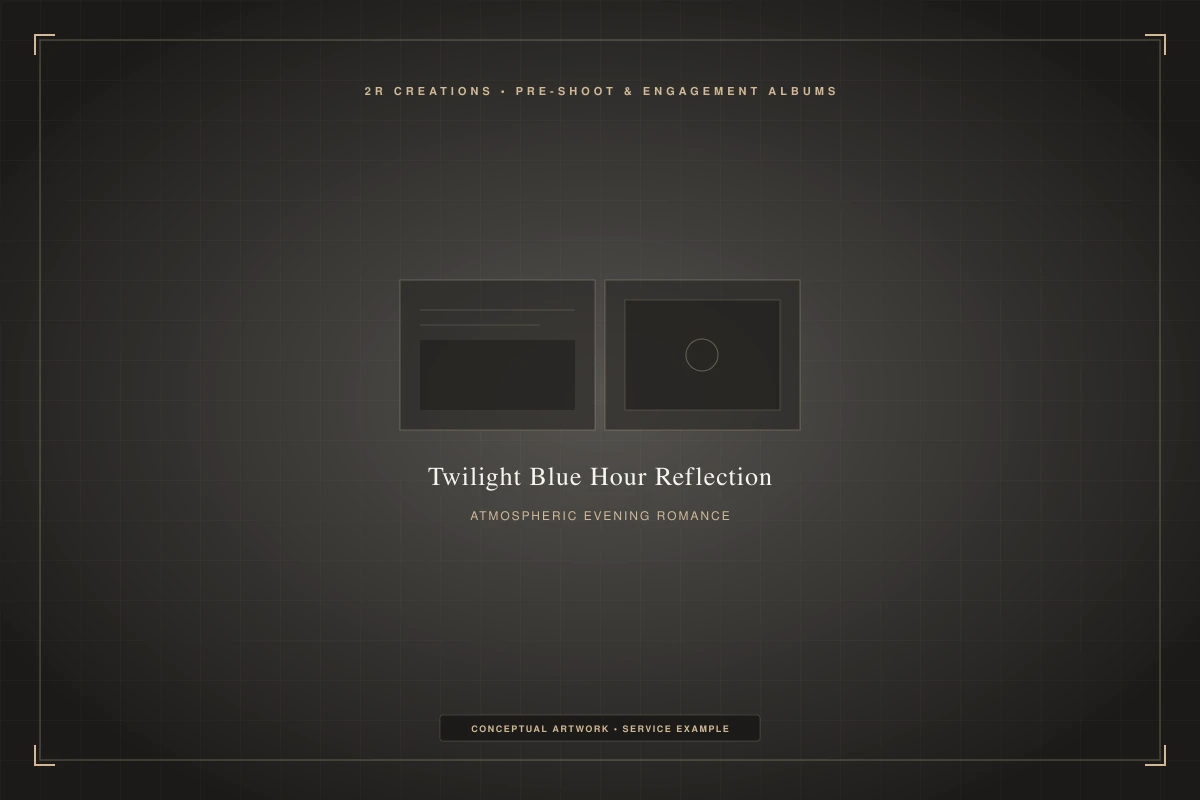 2R CREATIONS • PRE-SHOOT & ENGAGEMENT ALBUMS
Twilight Blue Hour Reflection
ATMOSPHERIC EVENING ROMANCE
CONCEPTUAL ARTWORK • SERVICE EXAMPLE